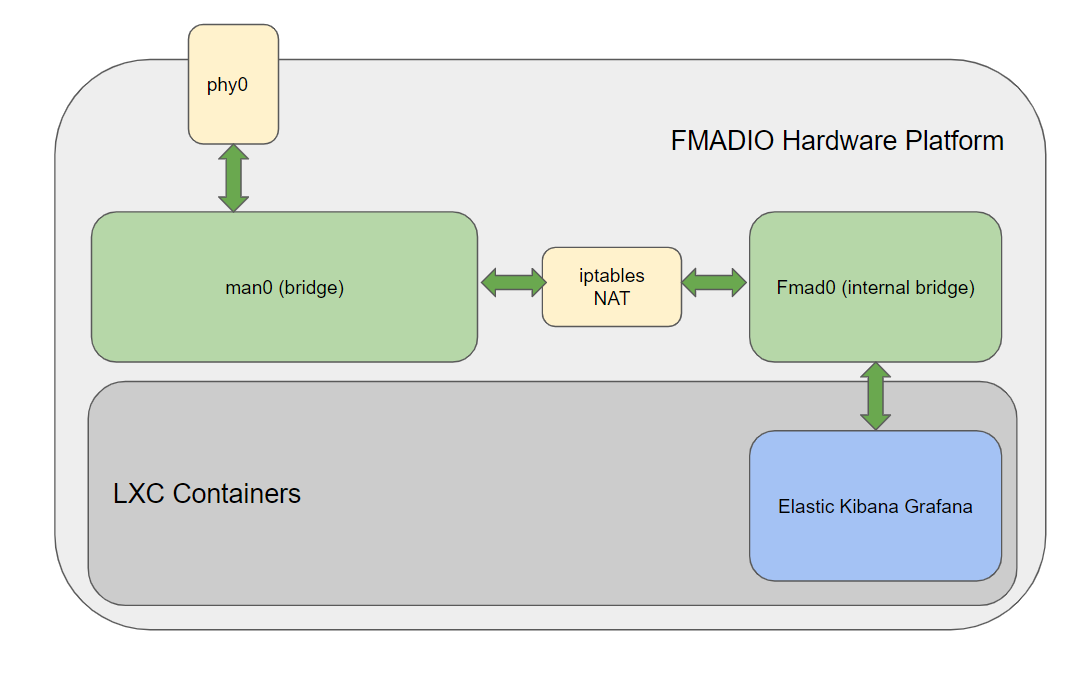 phy0
FMADIO Hardware Platform
man0 (bridge)
iptables
NAT
Fmad0 (internal bridge)
LXC Containers
Elastic Kibana Grafana